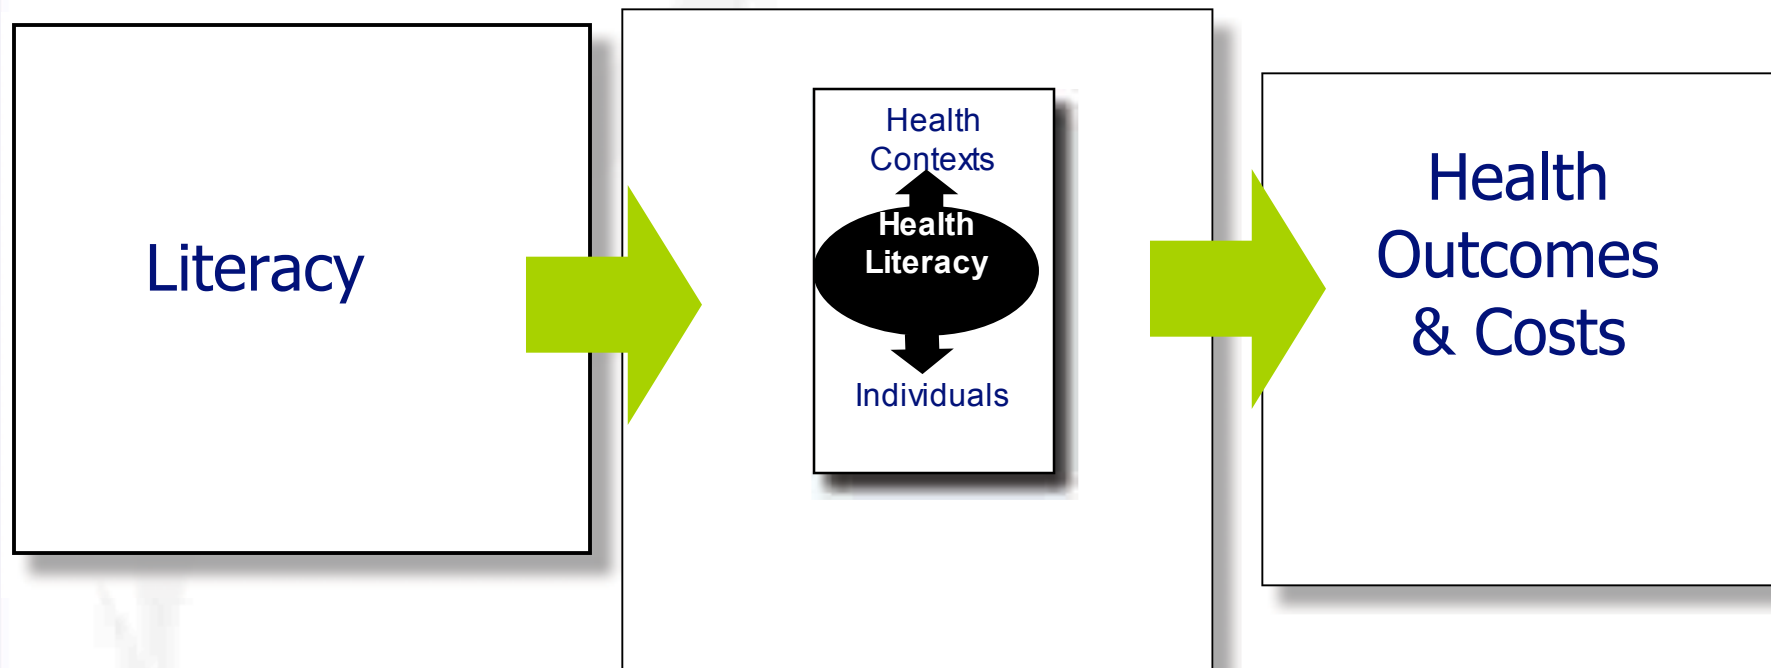 Literacy
Health
Contexts
Health
Literacy
Individuals
Health
Outcomes
& Costs